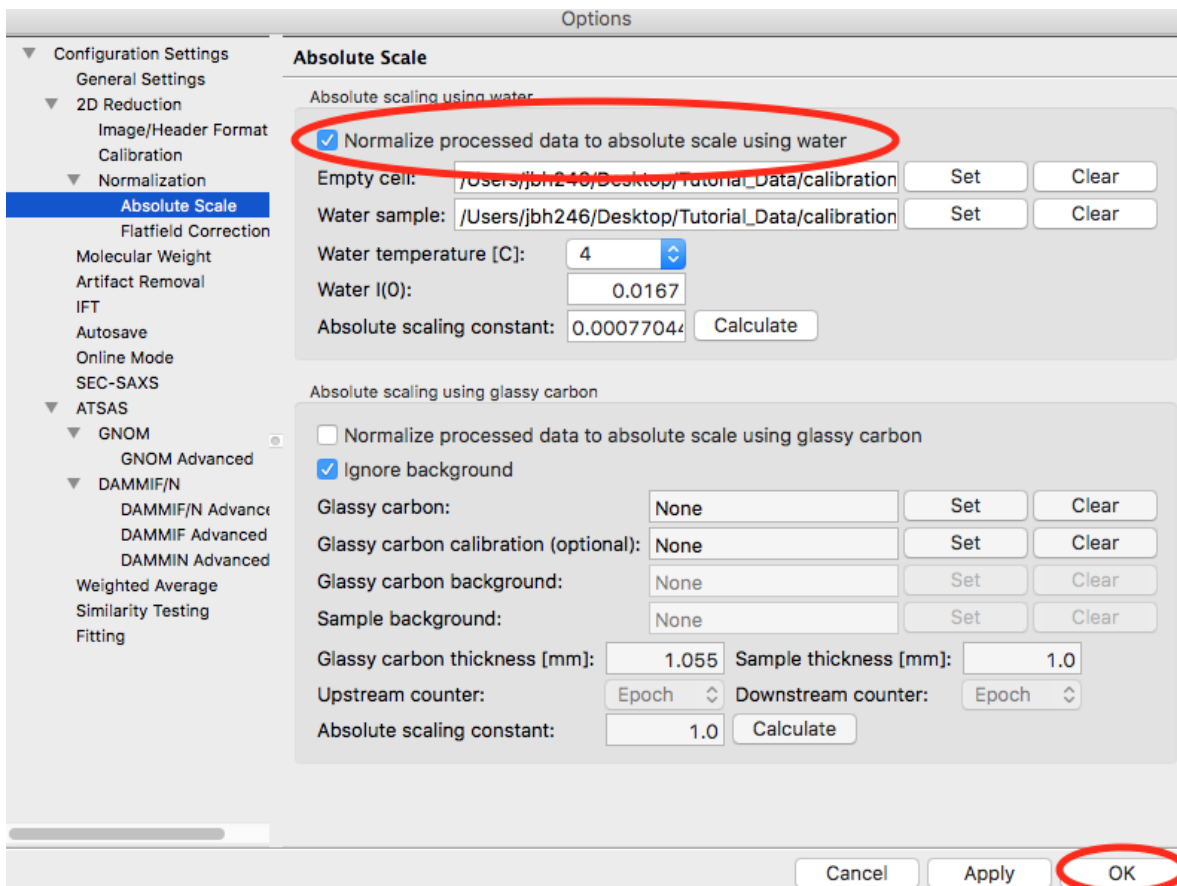 Options
Configuration Settings
General Settings
2D Reduction
Image/Header Format
Calibration
Normalization
Absolute Scale
Flatfield Correction
Molecular Weight
Artifact Removal
IFT
Autosave
Online Mode
SEC-SAXS
ATSAS
GNOM
GNOM Advanced
DAMMIF/N
DAMMIF/N Advance
DAMMIF Advanced
DAMMIN Advanced
Weighted Average
Similarity Testing
Fitting
Absolute Scale
Absolute scaling using water
Normalize processed data to absolute scale using water
Empty cell: /Users/jbh246/Desktop/Tutorial_Data/calibration Set Clear
Water sample: /Users/jbh246/Desktop/Tutorial_Data/calibration Set Clear
Water temperature [C]: 4
Water I(0): 0.0167
Absolute scaling constant: 0.00077044 Calculate
Absolute scaling using glassy carbon
Normalize processed data to absolute scale using glassy carbon
Ignore background
Glassy carbon: None Set Clear
Glassy carbon calibration (optional): None Set Clear
Glassy carbon background: None Set Clear
Sample background: None Set Clear
Glassy carbon thickness [mm]: 1.055 Sample thickness [mm]: 1.0
Upstream counter: Epoch Downstream counter: Epoch
Absolute scaling constant: 1.0 Calculate
Cancel Apply OK